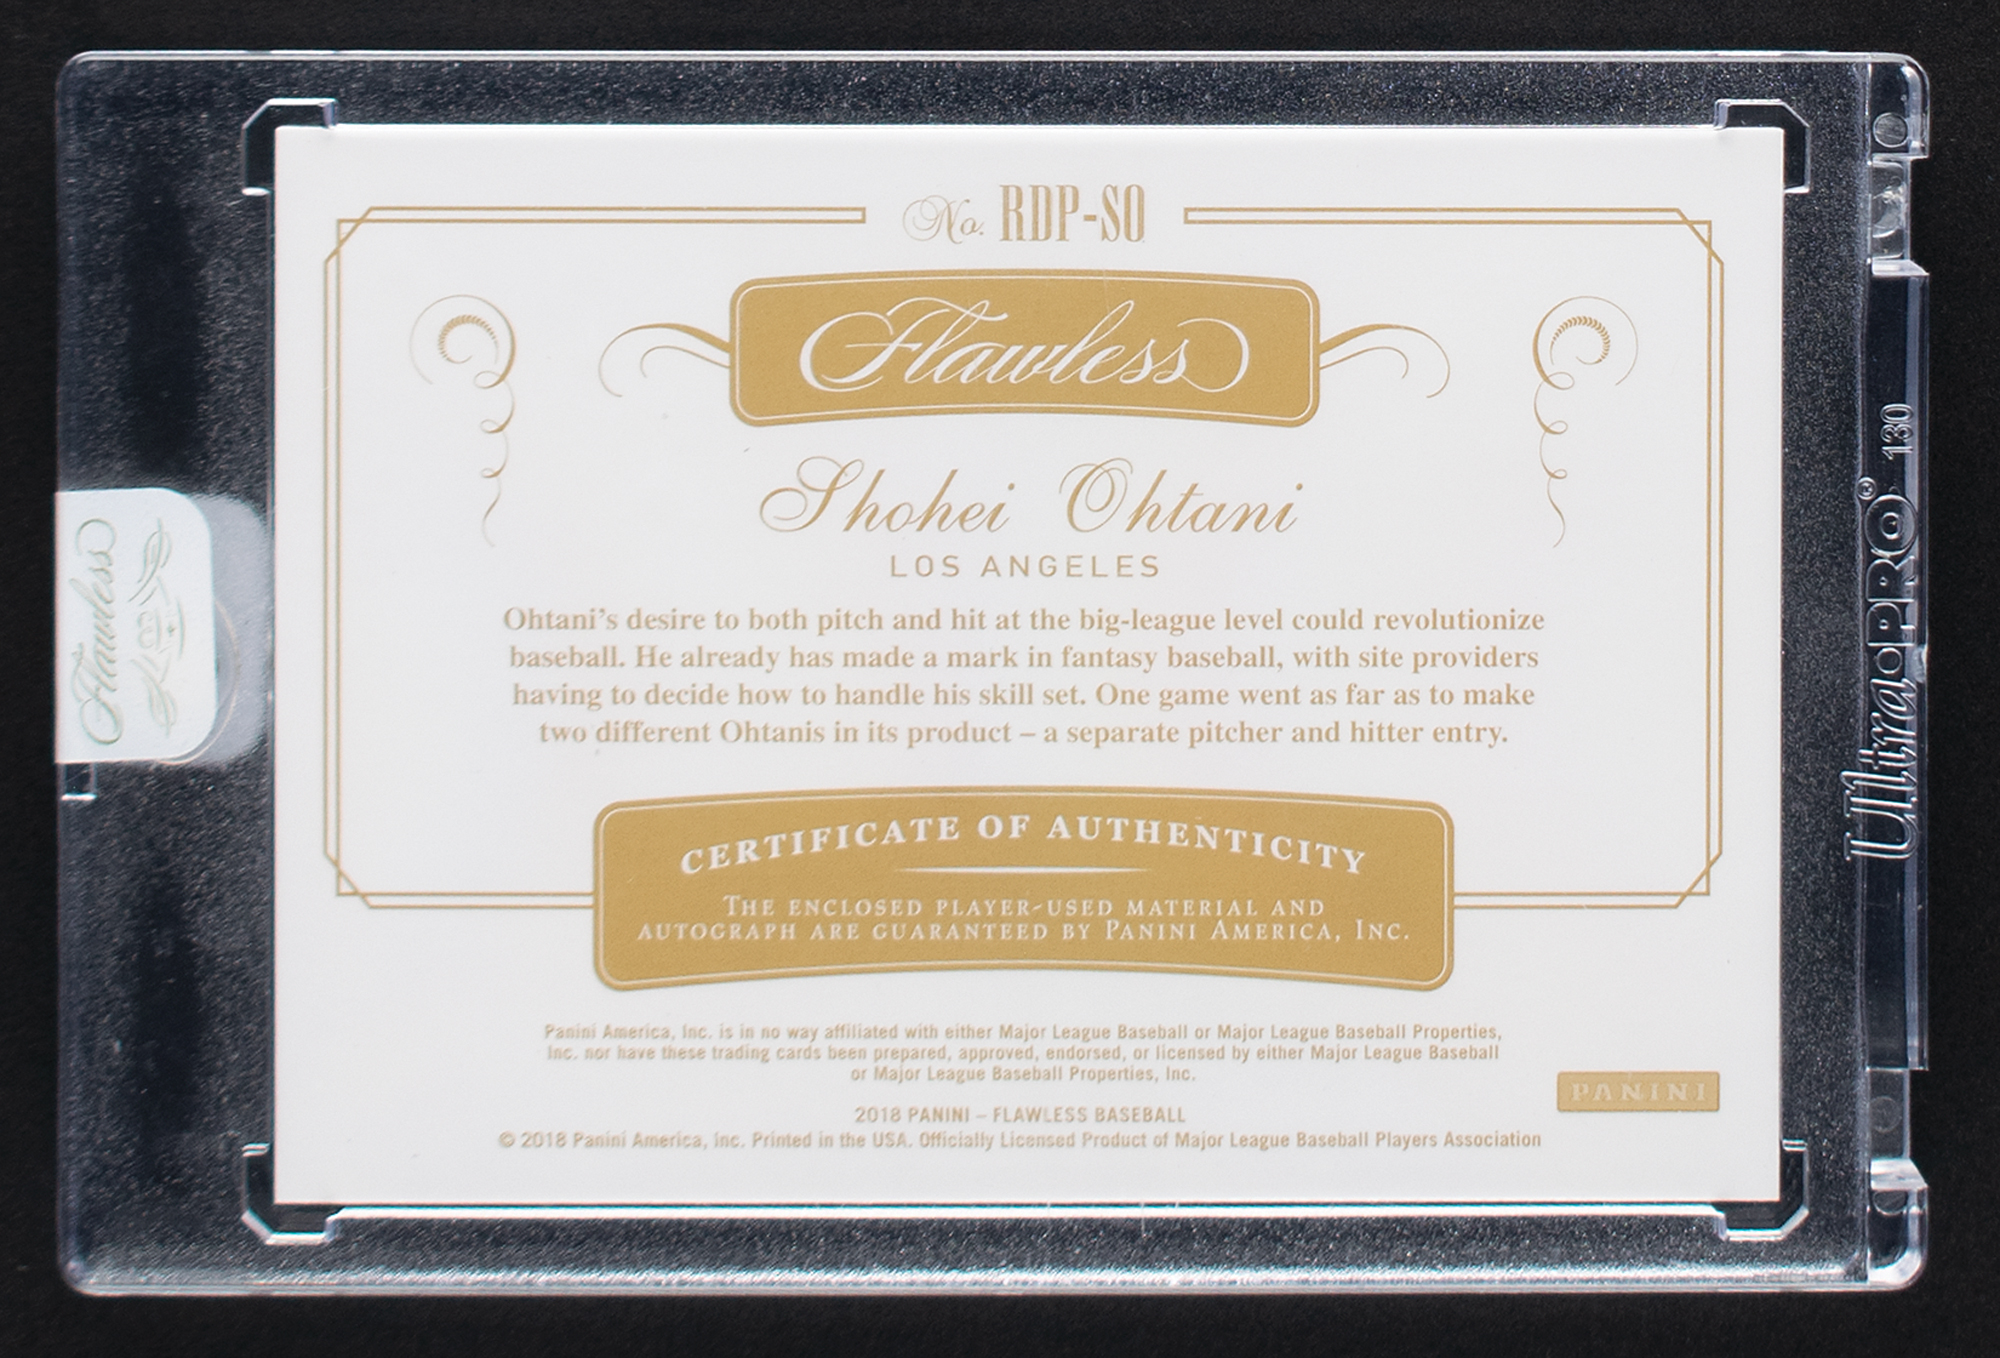 No. RDP-SO
Flawless
Shohei Ohtani
LOS ANGELES
Ohtani's desire to both pitch and hit at the big-league level could revolutionize
baseball. He already has made a mark in fantasy baseball, with site providers
having to decide how to handle his skill set. One game went as far as to make
two different Ohtanis in its product – a separate pitcher and hitter entry.
CERTIFICATE OF AUTHENTICITY
THE ENCLOSED PLAYER-USED MATERIAL AND
AUTOGRAPH ARE GUARANTEED BY PANINI AMERICA, INC.
Panini America, Inc. is in no way affiliated with either Major League Baseball or Major League Baseball Properties,
Inc. nor have these trading cards been prepared, approved, endorsed, or licensed by either Major League Baseball
or Major League Baseball Properties, Inc.
PANINI
2018 PANINI – FLAWLESS BASEBALL
© 2018 Panini America, Inc. Printed in the USA. Officially Licensed Product of Major League Baseball Players Association
Flawless
Ultra•PRO® 130